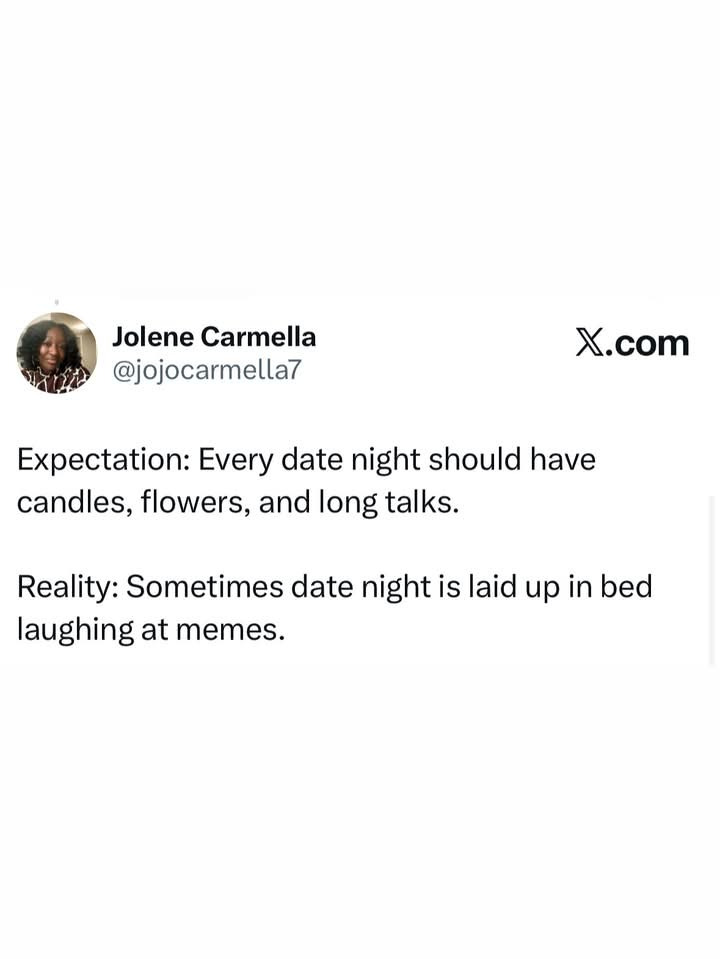 Jolene Carmella
@jojocarmella7
X.com
Expectation: Every date night should have
candles, flowers, and long talks.
Reality: Sometimes date night is laid up in bed
laughing at memes.